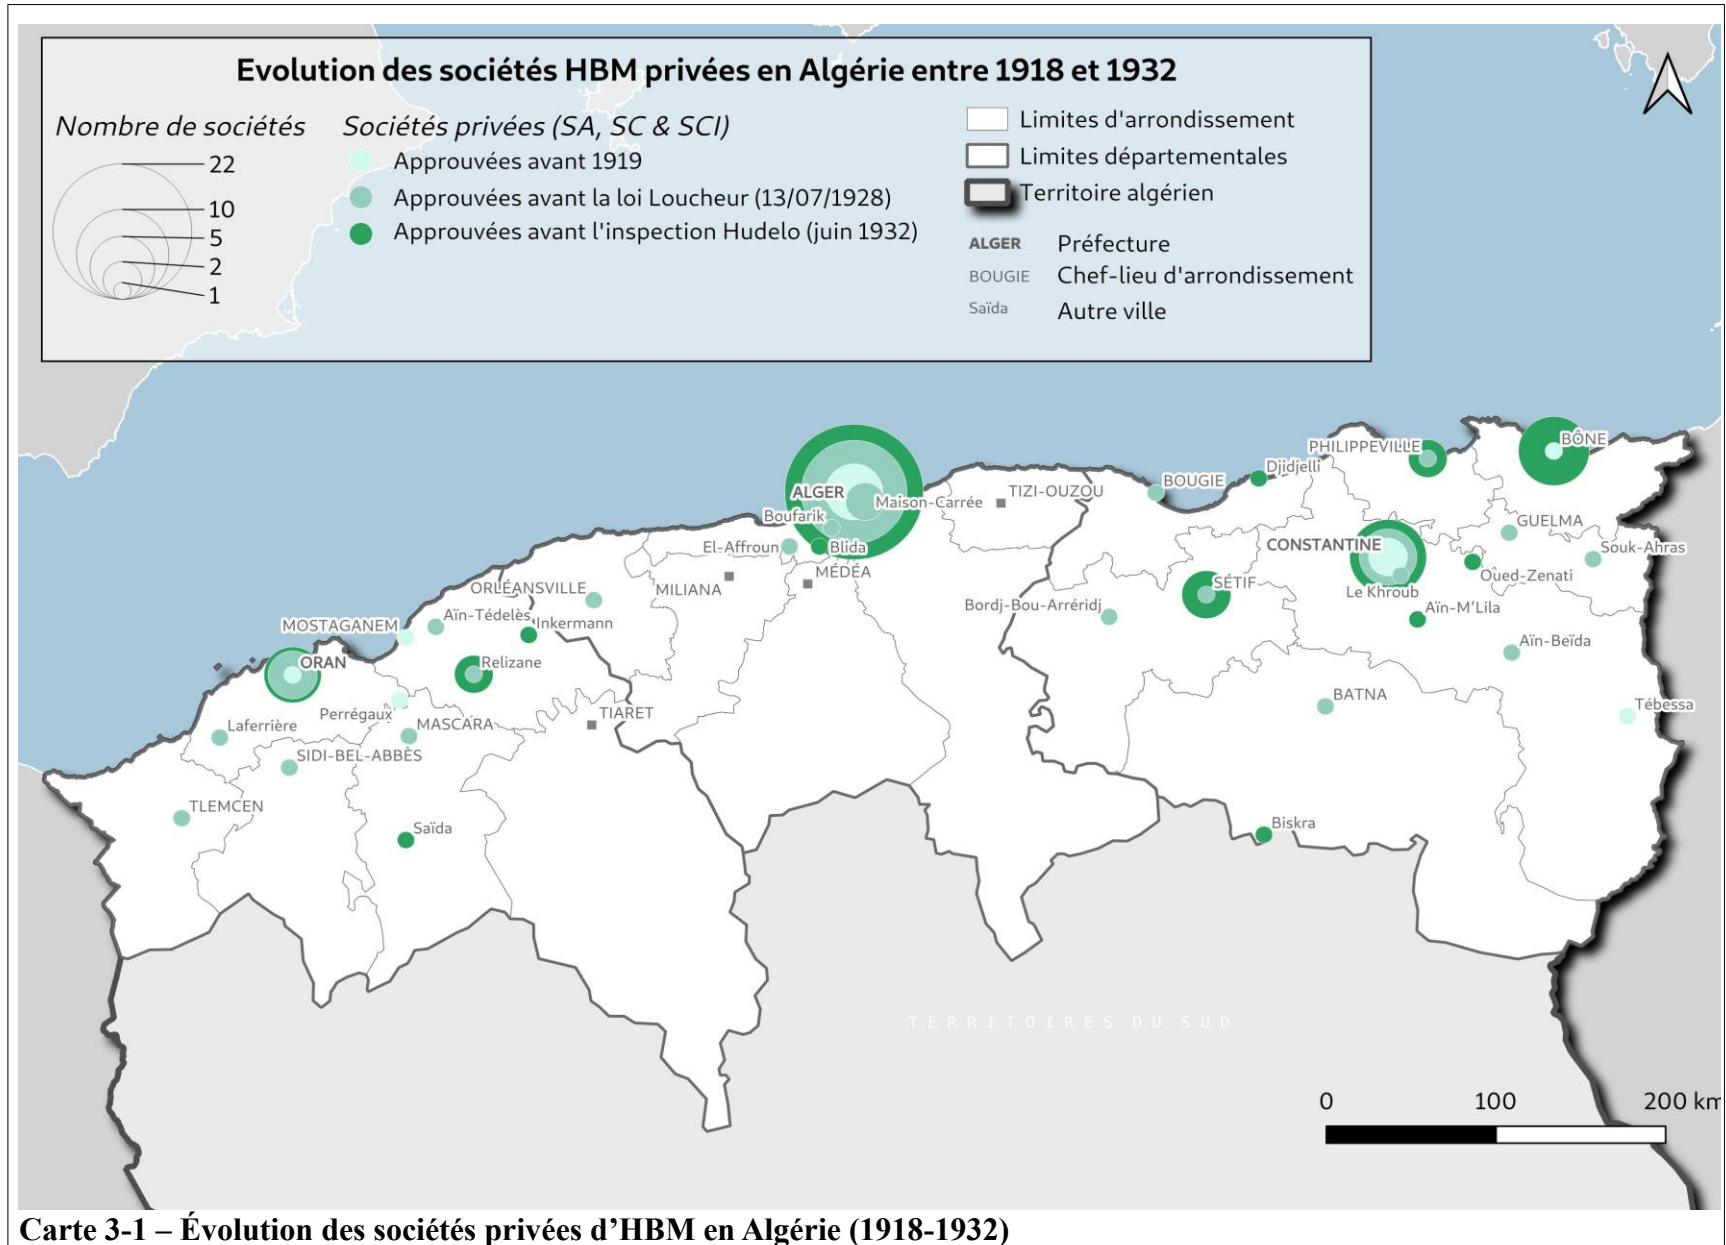 Evolution des sociétés HBM privées en Algérie entre 1918 et 1932
Nombre de sociétés
22
10
5
2
1
Sociétés privées (SA, SC & SCI)
Approuvées avant 1919
Approuvées avant la loi Loucheur (13/07/1928)
Approuvées avant l'inspection Hudelo (juin 1932)
Limites d'arrondissement
Limites départementales
Territoire algérien
ALGER Préfecture
BOUGIE Chef-lieu d'arrondissement
Saïda Autre ville
PHILIPPEVILLE
BÔNE
Djidjelli
BOUGIE
TIZI-OUZOU
ALGER
Maison-Carrée
Boufarik
GUELMA
El-Affroun
Blida
CONSTANTINE
Souk-Ahras
MÉDÉA
Oued-Zenati
SÉTIF
ORLÉANSVILLE
MILIANA
Le Khroub
Bordj-Bou-Arréridj
Aïn-M'Lila
Aïn-Tédelès
MOSTAGANEM
Inkermann
Aïn-Beïda
ORAN
Relizane
BATNA
Tébessa
Perrégaux
TIARET
Laferrière
MASCARA
SIDI-BEL-ABBÈS
TLEMCEN
Saïda
Biskra
TERRITOIRES DU SUD
0 100 200 km
Carte 3-1 – Évolution des sociétés privées d'HBM en Algérie (1918-1932)